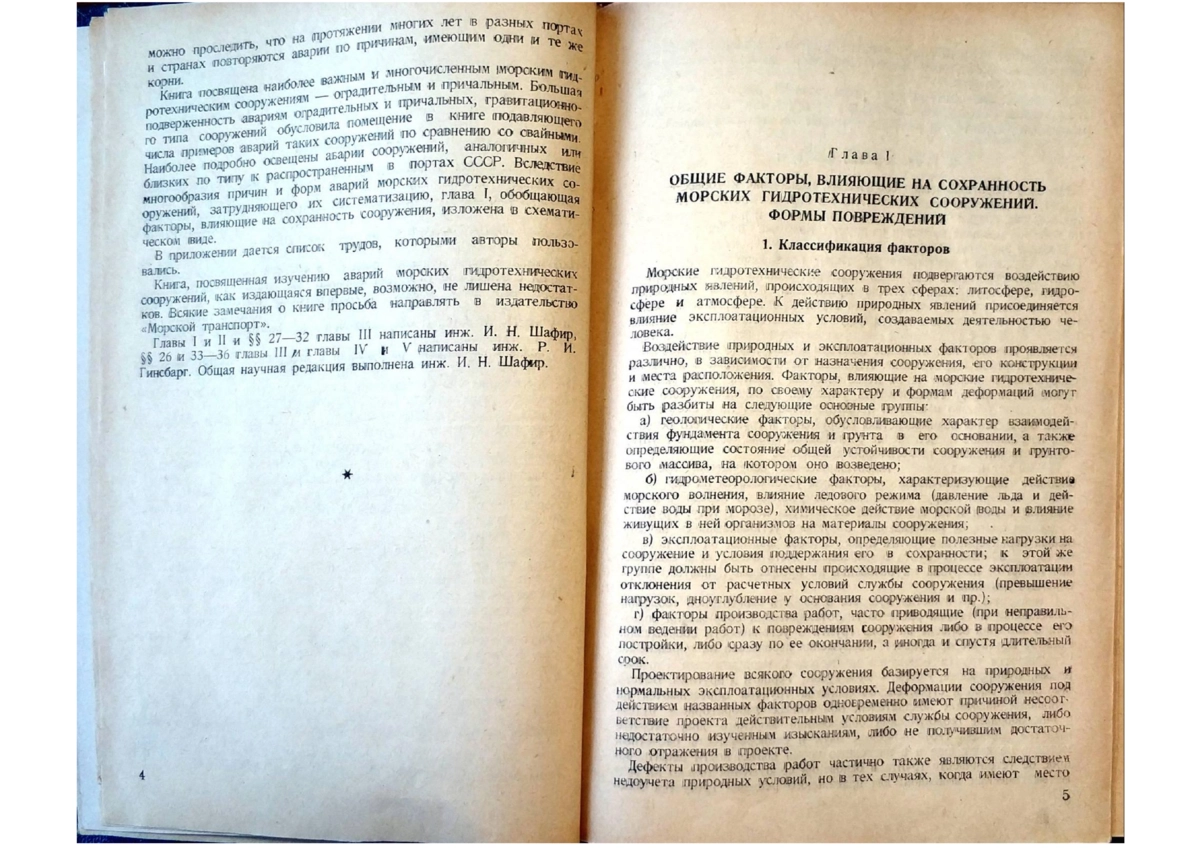 можно проследить, что на протяжении многих лет в разных портах
и странах повторяются аварии по причинам, имеющим одни и те же
корни.
Книга посвящена наиболее важным и многочисленным морским гид-
ротехническим сооружениям — оградительным и причальным. Большая
подверженность авариям оградительных и причальных, гравитационно-
го типа сооружений обусловила помещение в книге подавляющего
числа примеров аварий таких сооружений по сравнению со свайными.
Наиболее подробно освещены аварии сооружений, аналогичных или
близких по типу к распространенным в портах СССР. Вследствие
многообразия причин и форм аварий морских гидротехнических со-
оружений, затрудняющего их систематизацию, глава I, обобщающая
факторы, влияющие на сохранность сооружения, изложена в схемати-
ческом виде.
В приложении дается список трудов, которыми авторы пользо-
вались.
Книга, посвященная изучению аварий морских гидротехнических
сооружений, как издающаяся впервые, возможно, не лишена недостат-
ков. Всякие замечания о книге просьба направлять в издательство
«Морской транспорт».
Главы I и II и §§ 27—32 главы III написаны инж. И. Н. Шафир,
§§ 26 и 33—36 главы III и главы IV и V написаны инж. Р. И.
Гинсбарг. Общая научная редакция выполнена инж. И. Н. Шафир.
*
4
Глава I
ОБЩИЕ ФАКТОРЫ, ВЛИЯЮЩИЕ НА СОХРАННОСТЬ
МОРСКИХ ГИДРОТЕХНИЧЕСКИХ СООРУЖЕНИЙ.
ФОРМЫ ПОВРЕЖДЕНИЙ
1. Классификация факторов
Морские гидротехнические сооружения подвергаются воздействию
природных явлений, происходящих в трех сферах: литосфере, гидро-
сфере и атмосфере. К действию природных явлений присоединяется
влияние эксплоатационных условий, создаваемых деятельностью че-
ловека.
Воздействие природных и эксплоатационных факторов проявляется
различно, в зависимости от назначения сооружения, его конструкции
и места расположения. Факторы, влияющие на морские гидротехниче-
ские сооружения, по своему характеру и формам деформаций могут
быть разбиты на следующие основные группы:
а) геологические факторы, обусловливающие характер взаимодей-
ствия фундамента сооружения и грунта в его основании, а также
определяющие состояние общей устойчивости сооружения и грунто-
вого массива, на котором оно возведено;
б) гидрометеорологические факторы, характеризующие действие
морского волнения, влияние ледового режима (давление льда и дей-
ствие воды при морозе), химическое действие морской воды и влияние
живущих в ней организмов на материалы сооружения;
в) эксплоатационные факторы, определяющие полезные нагрузки на
сооружение и условия поддержания его в сохранности; к этой же
группе должны быть отнесены происходящие в процессе эксплоатации
отклонения от расчетных условий службы сооружения (превышение
нагрузок, дноуглубление у основания сооружения и пр.);
г) факторы производства работ, часто приводящие (при неправиль-
ном ведении работ) к повреждениям сооружения либо в процессе его
постройки, либо сразу по ее окончании, а иногда и спустя длительный
срок.
Проектирование всякого сооружения базируется на природных и
нормальных эксплоатационных условиях. Деформации сооружения под
действием названных факторов одновременно имеют причиной несоот-
ветствие проекта действительным условиям службы сооружения, либо
недостаточно изученным изысканиям, либо не получившим достаточ-
ного отражения в проекте.
Дефекты производства работ частично также являются следствием
недоучета природных условий, но в тех случаях, когда имеют место
5